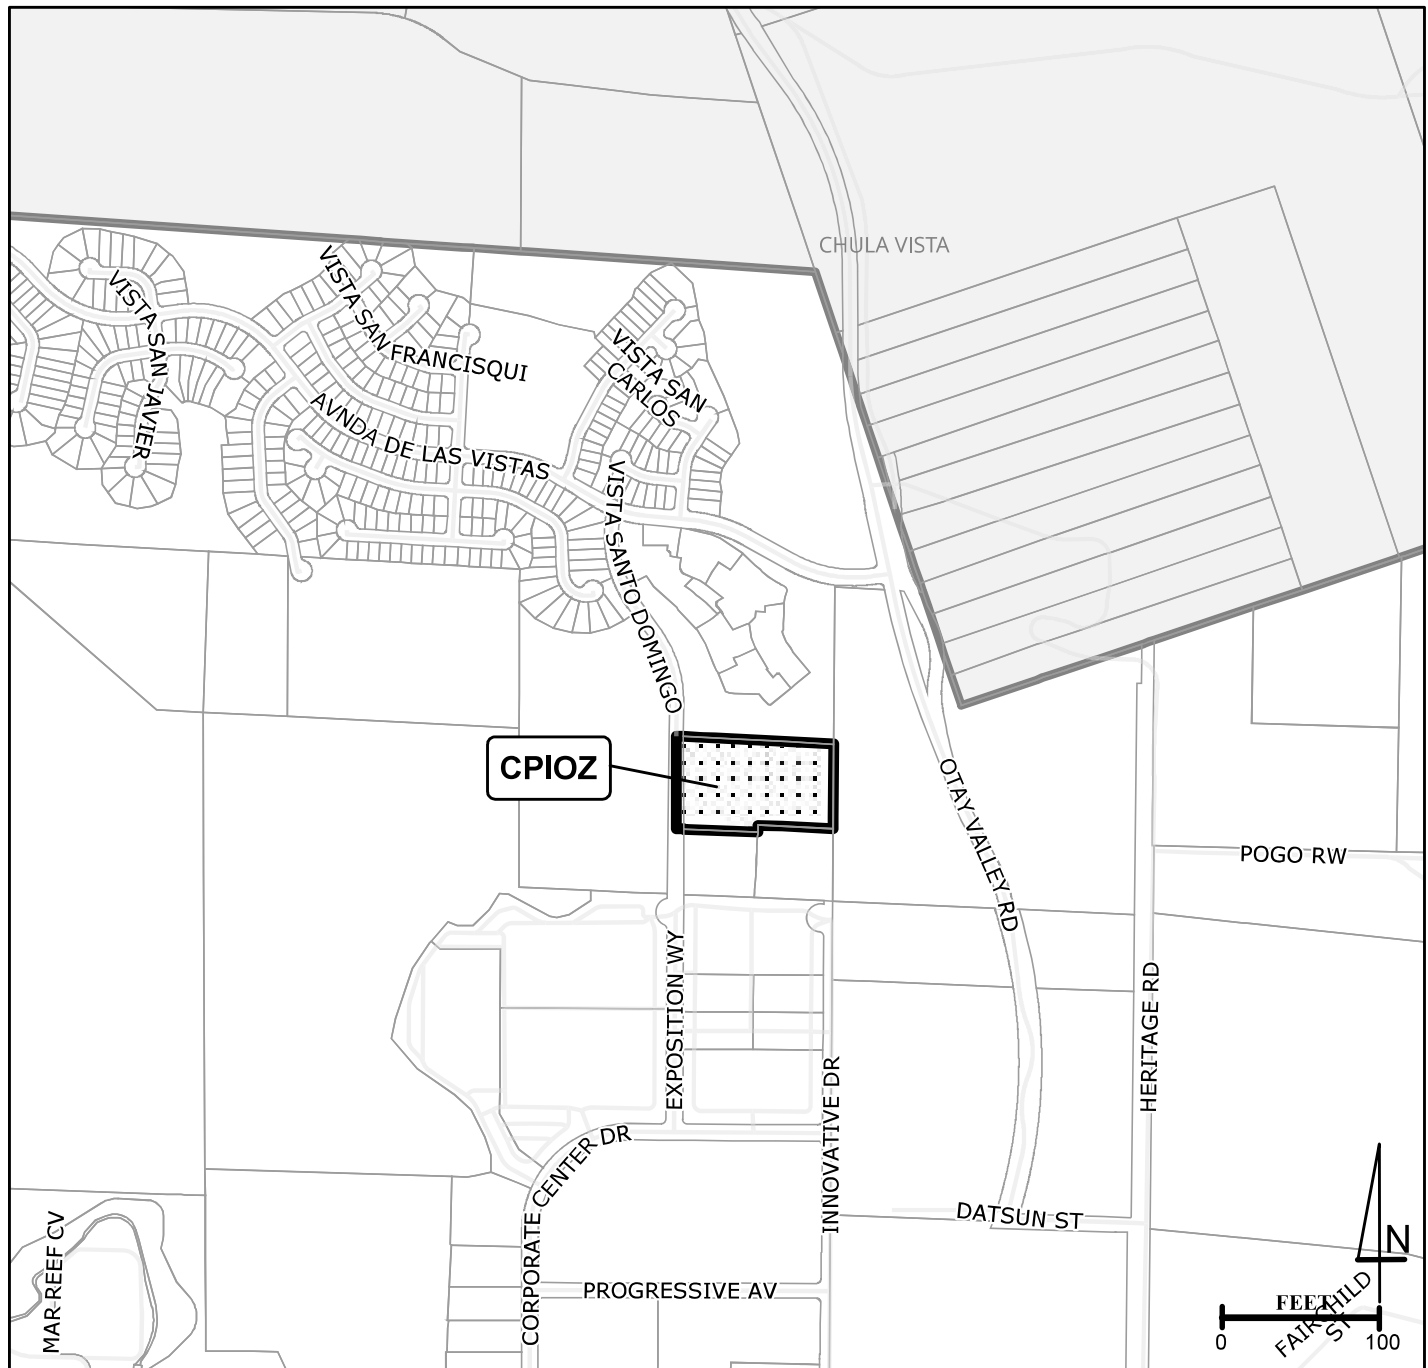 CHULA VISTA
VISTA SAN
FRANCISQUI
VISTA SAN JAVIER
VISTA SAN
CARLOS
AVNDA DE LAS VISTAS
VISTA SANTO DOMINGO
CPIOZ
OTAY VALLEY RD
POGO RW
EXPOSITION WY
HERITAGE RD
INNOVATIVE DR
CORPORATE CENTER DR
DATSUN ST
MAR REEF CV
PROGRESSIVE AV
N
FEET
FAIRCHILD
ST
0
100